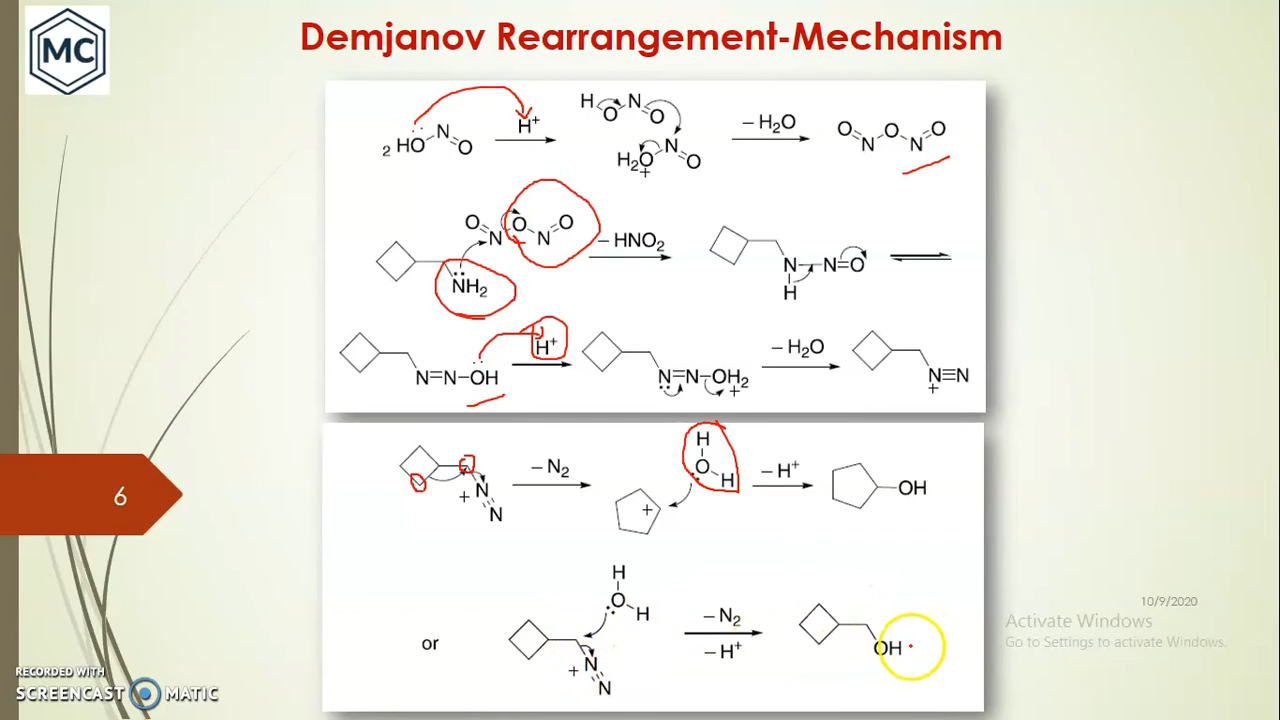 MC
Demjanov Rearrangement-Mechanism
2 HO N O
H+
H O N O
H2O + N O
– H2O
O N O N O
O N O N O
NH2
– HNO2
N – N=O
H
N=N–OH
H+
N=N–OH2 +
– H2O
N≡N +
+ N N
– N2
+
H O H
– H+
OH
6
or
H O H
+ N N
– N2
– H+
OH
10/9/2020
Activate Windows
Go to Settings to activate Windows.
RECORDED WITH
SCREENCAST MATIC